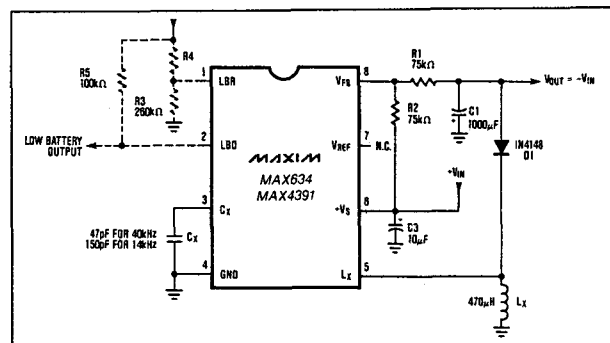 R4
R5
100kΩ
R3
260kΩ
1
LBR
LOW BATTERY
OUTPUT
2
LBD
3
CX
47pF FOR 40kHz
150pF FOR 14kHz
CX
4
GND
MAXIM
MAX634
MAX4391
VFB
8
R1
75kΩ
VOUT = -VIN
R2
75kΩ
C1
1000µF
+
VREF
7
N.C.
IN4148
D1
+VIN
+VS
6
+
C3
10µF
LX
5
470µH
LX